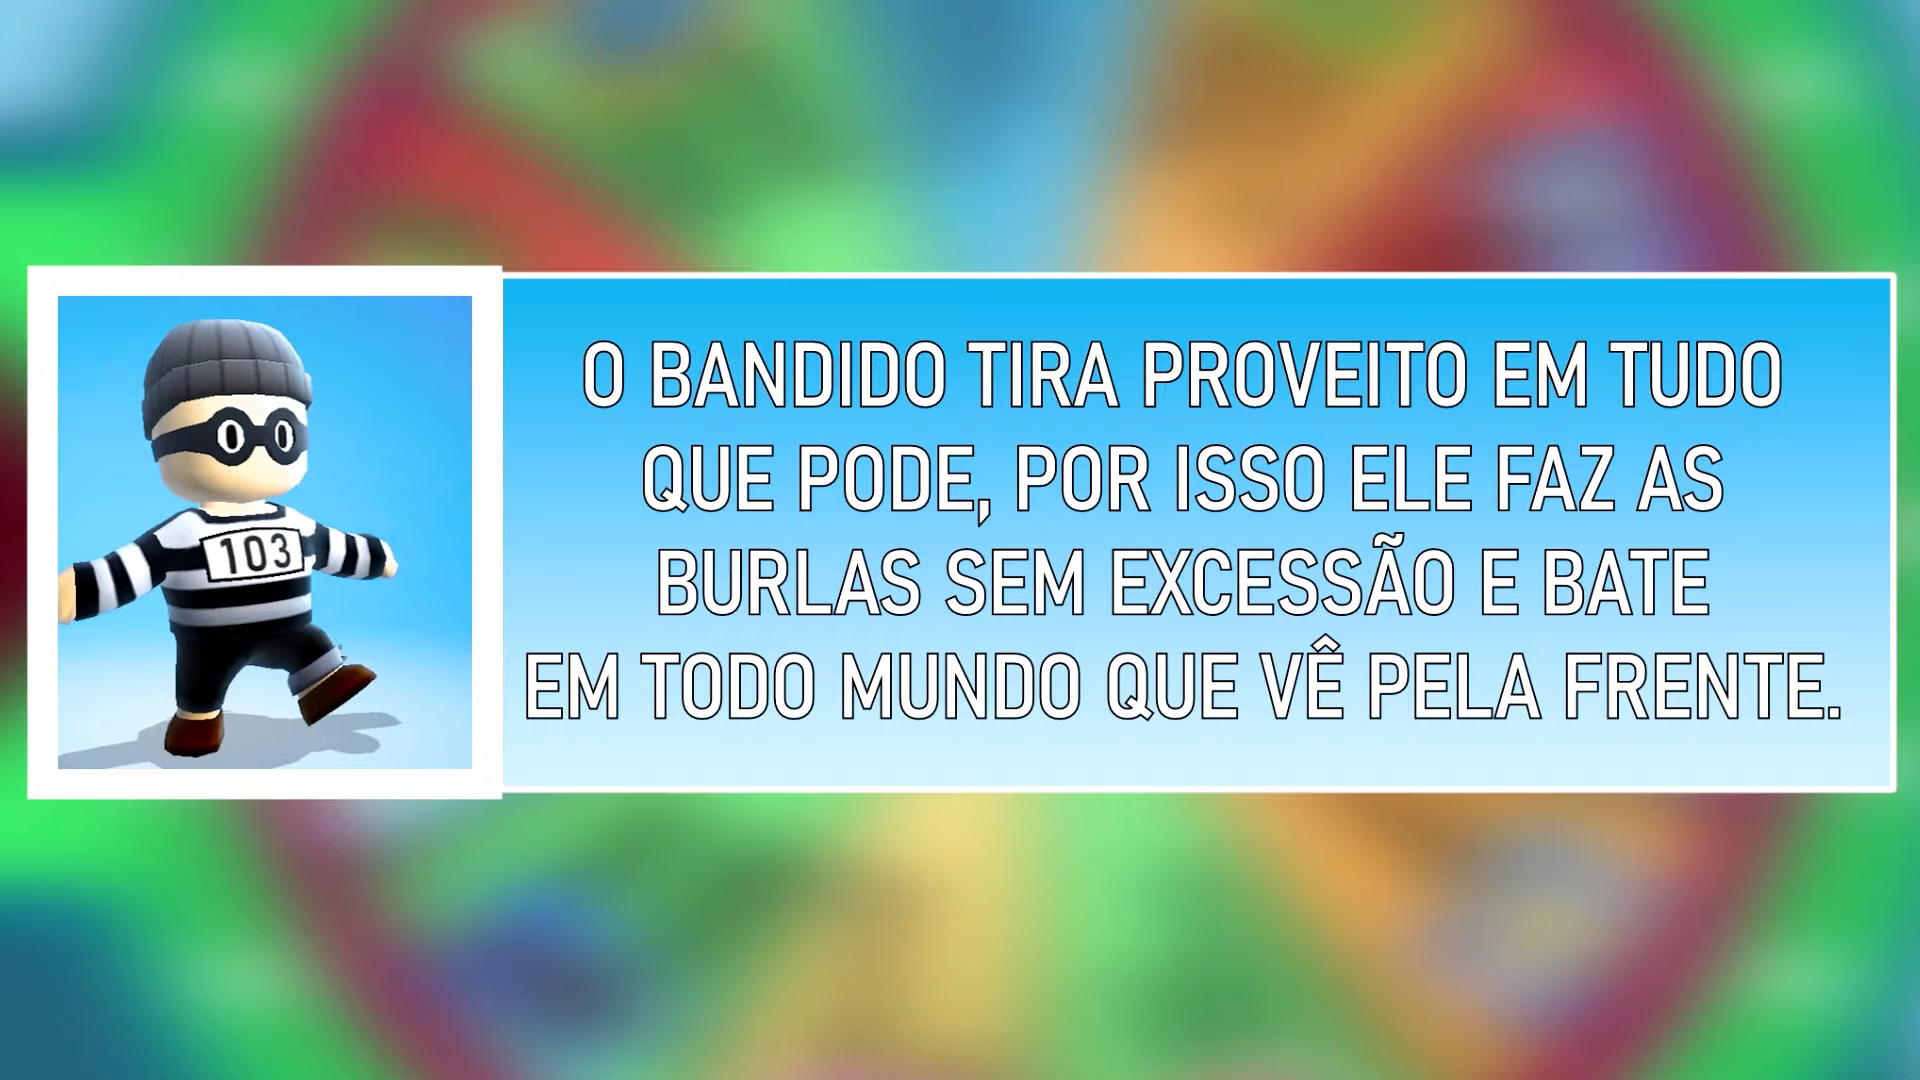 103
O BANDIDO TIRA PROVEITO EM TUDO
QUE PODE, POR ISSO ELE FAZ AS
BURLAS SEM EXCESSÃO E BATE
EM TODO MUNDO QUE VÊ PELA FRENTE.